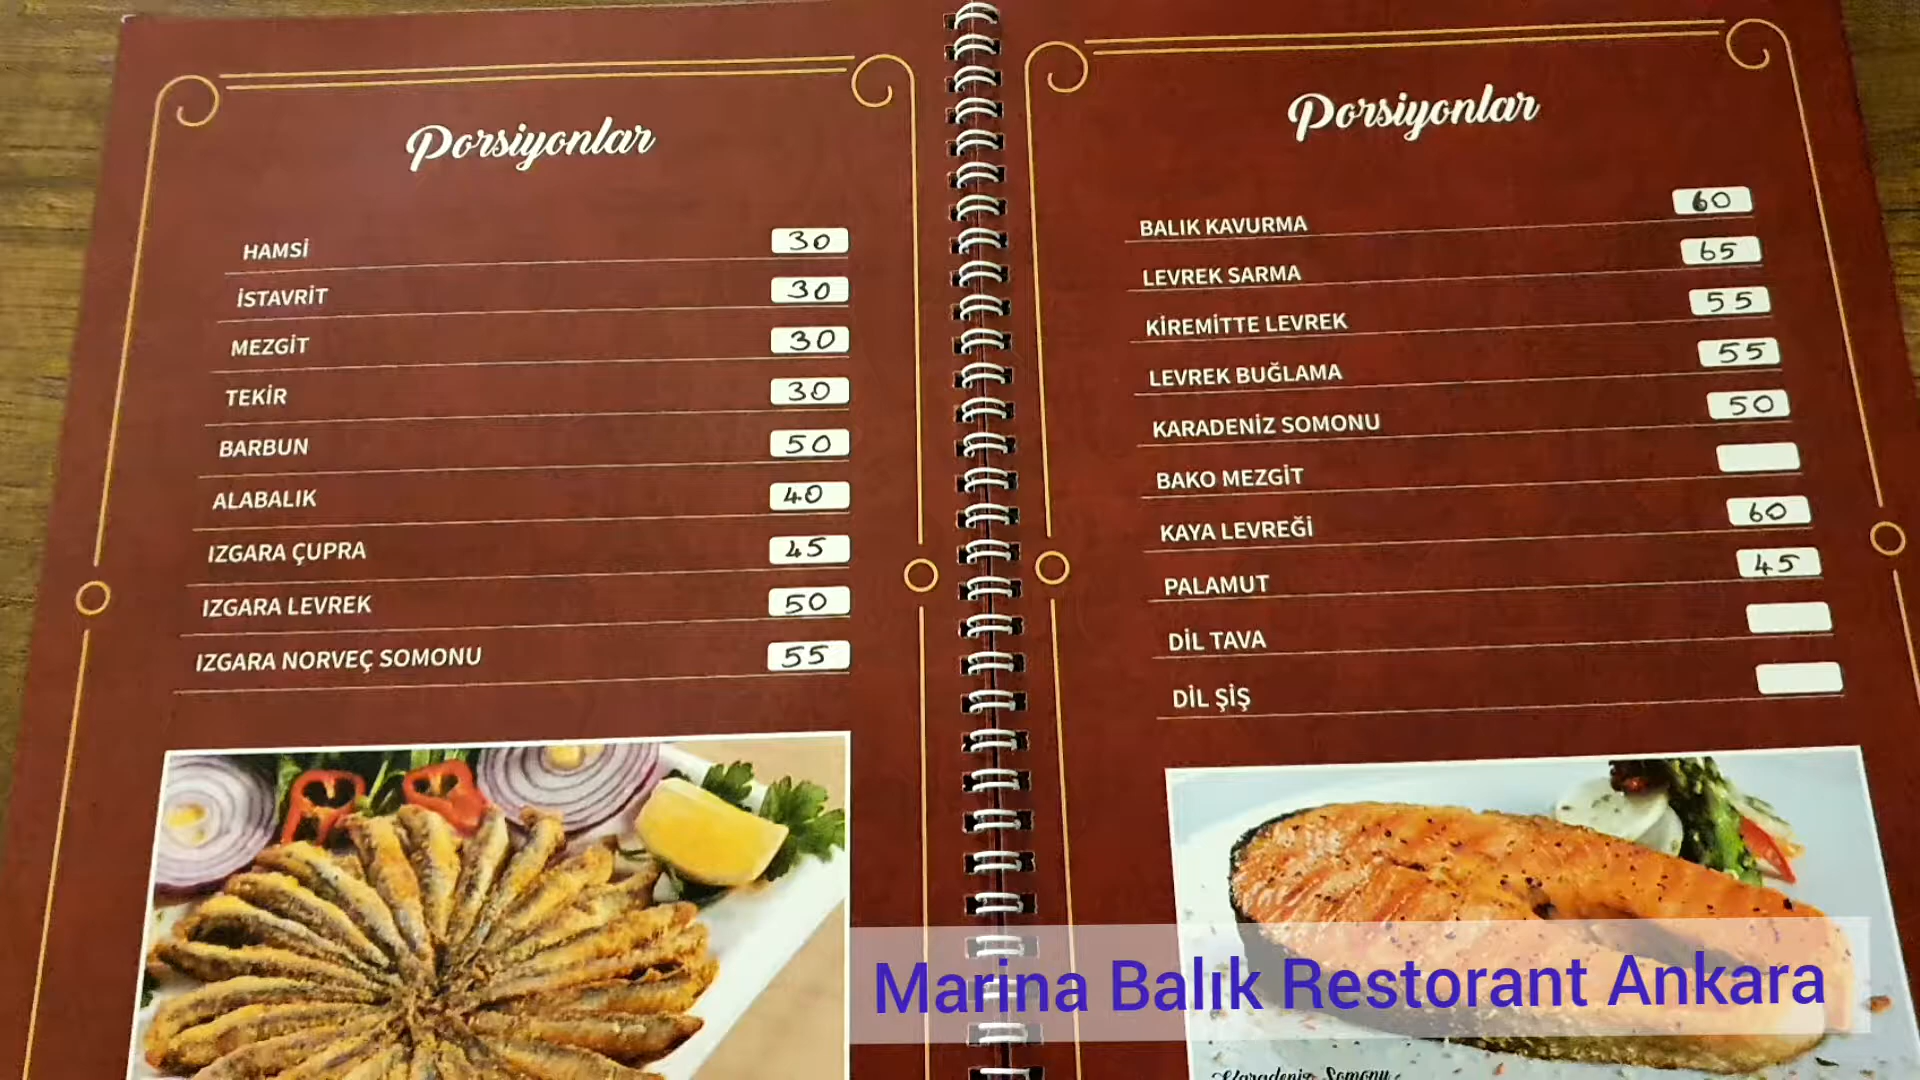 Porsiyonlar
HAMSİ 30
İSTAVRİT 30
MEZGİT 30
TEKİR 30
BARBUN 50
ALABALIK 40
IZGARA ÇUPRA 45
IZGARA LEVREK 50
IZGARA NORVEÇ SOMONU 55
Porsiyonlar
BALIK KAVURMA 60
LEVREK SARMA 65
KİREMİTTE LEVREK 55
LEVREK BUĞLAMA 55
KARADENİZ SOMONU 50
BAKO MEZGİT
KAYA LEVREĞİ 60
PALAMUT 45
DİL TAVA
DİL ŞİŞ
Marina Balık Restorant Ankara
Karadeniz Somonu